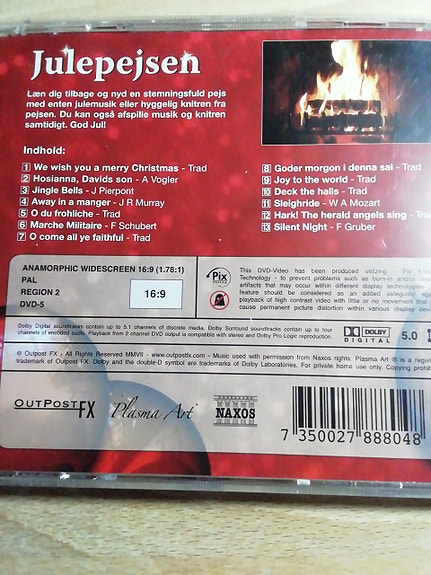 Julepejsen
Læn dig tilbage og nyd en stemningsfuld pejs
med enten julemusik eller hyggelig knitren fra
pejsen. Du kan også afspille musik og knitren
samtidigt. God Jul!
Indhold:
1 We wish you a merry Christmas - Trad
2 Hosianna, Davids son - A Vogler
3 Jingle Bells - J Pierpont
4 Away in a manger - J R Murray
5 O du frohliche - Trad
6 Marche Militaire - F Schubert
7 O come all ye faithful - Trad
8 Goder morgon i denna sal - Trad
9 Joy to the world - Trad
10 Deck the halls - Trad
11 Sleighride - W A Mozart
12 Hark! The herald angels sing - Trad
13 Silent Night - F Gruber
ANAMORPHIC WIDESCREEN 16:9 (1.78:1)
PAL
REGION 2
DVD-5
16:9
Pix
This DVD-Video has been produced utilizing - Pix
Technology - to prevent problems such as burn-in and/or
artifacts that may occur within different display technologies.
feature should be considered as an added safeguard
playback of high contrast video with little or no movement that
cause permanent picture distortion within various display
Dolby Digital soundtracks contain up to 5.1 channels of discrete media. Dolby Surround soundtracks contain up to four
channels of encoded audio. Playback from 2 channel DVD output is compatible with stereo and Dolby Pro Logic reproduction.
DOLBY
DIGITAL
5.0
© Outpost FX - All Rights Reserved MMVII - www.outpostfx.com - Music used with permission from Naxos rights. Plasma Art ® is a
trademark of Outpost FX. Dolby and the double-D symbol are trademark of Dolby Laboratories. For private home use only. Copying
OUTPOST FX
Plasma Art
NAXOS
7 350027 888048